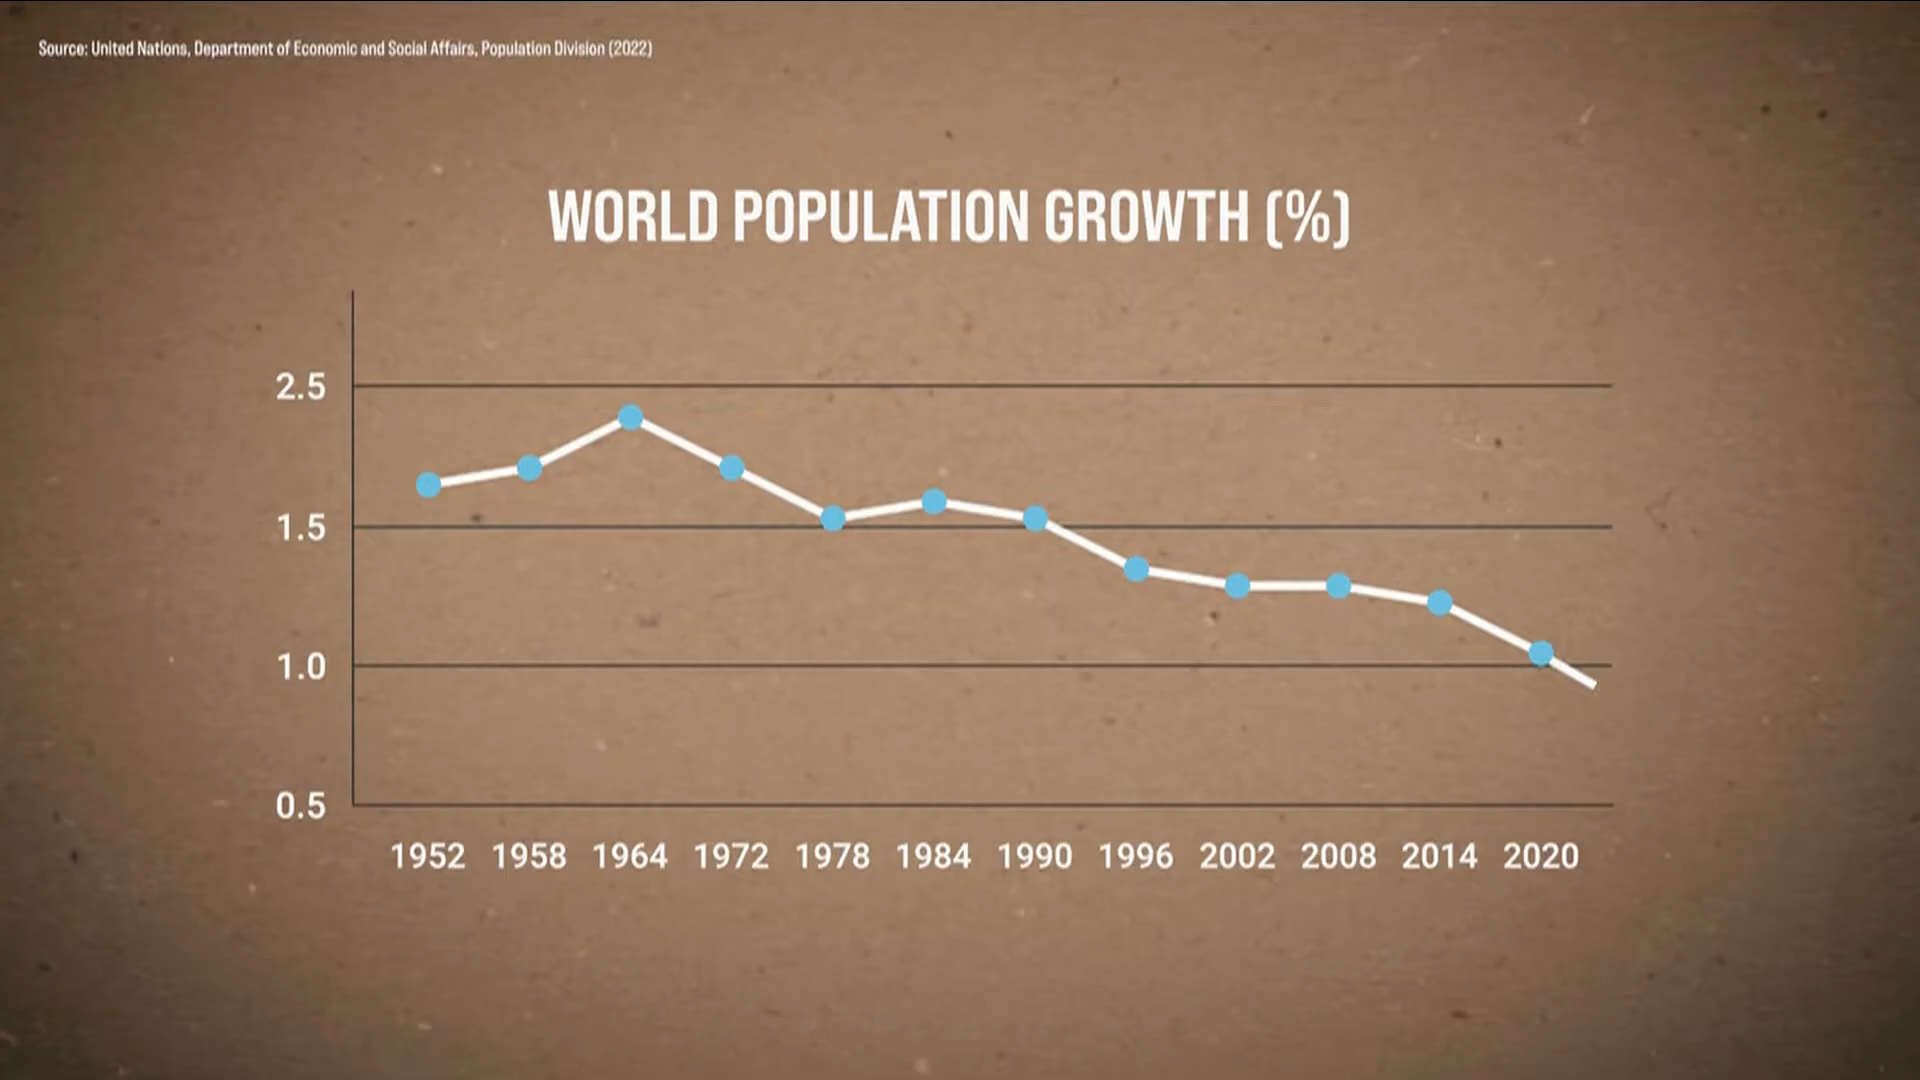 Source: United Nations, Department of Economic and Social Affairs, Population Division (2022)
WORLD POPULATION GROWTH (%)
2.5
1.5
1.0
0.5
1952 1958 1964 1972 1978 1984 1990 1996 2002 2008 2014 2020